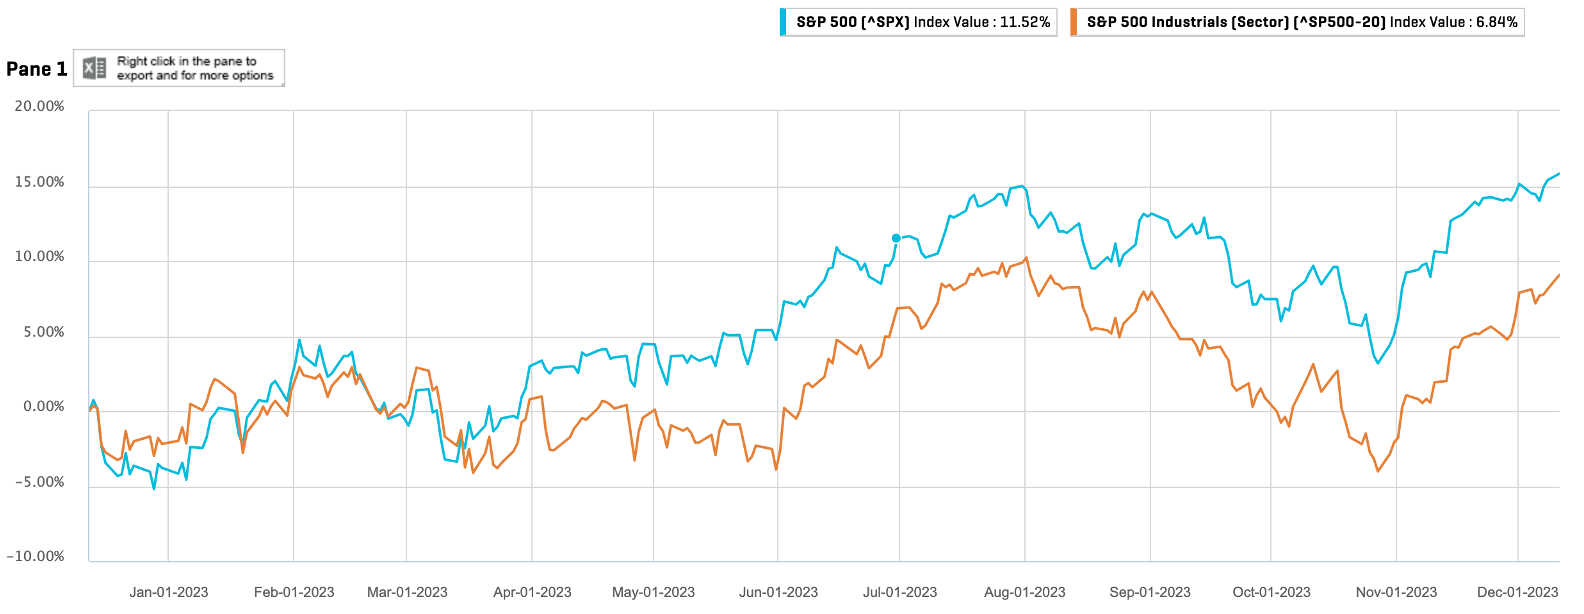 S&P 500 (^SPX) Index Value : 11.52%
S&P 500 Industrials (Sector) (^SP500-20) Index Value : 6.84%
Pane 1
Right click in the pane to
export and for more options
20.00%
15.00%
10.00%
5.00%
0.00%
-5.00%
-10.00%
Jan-01-2023
Feb-01-2023
Mar-01-2023
Apr-01-2023
May-01-2023
Jun-01-2023
Jul-01-2023
Aug-01-2023
Sep-01-2023
Oct-01-2023
Nov-01-2023
Dec-01-2023